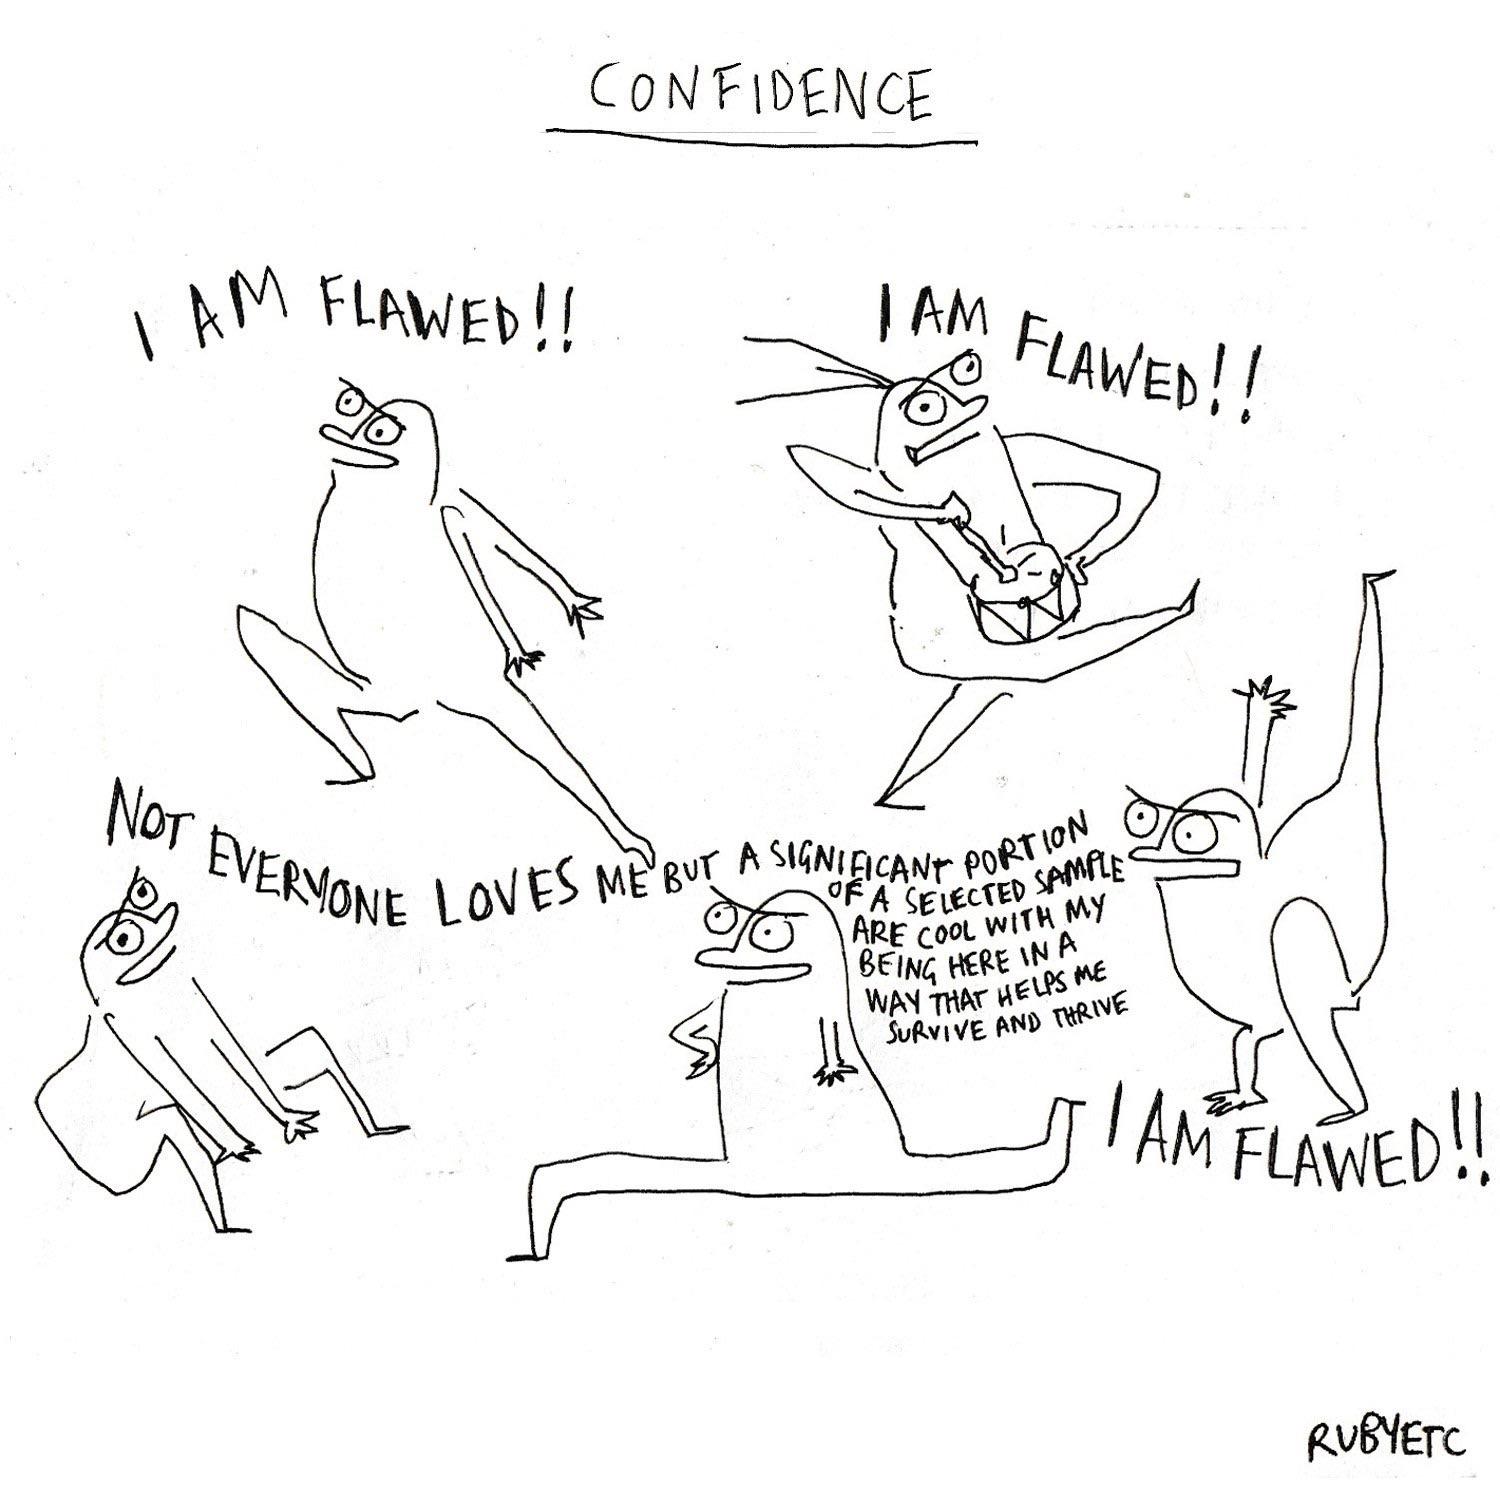 CONFIDENCE
I AM FLAWED!!
I AM FLAWED!!
NOT EVERYONE LOVES ME BUT A SIGNIFICANT PORTION
OF A SELECTED SAMPLE
ARE COOL WITH MY
BEING HERE IN A
WAY THAT HELPS ME
SURVIVE AND THRIVE
I AM FLAWED!!
RUBYETC